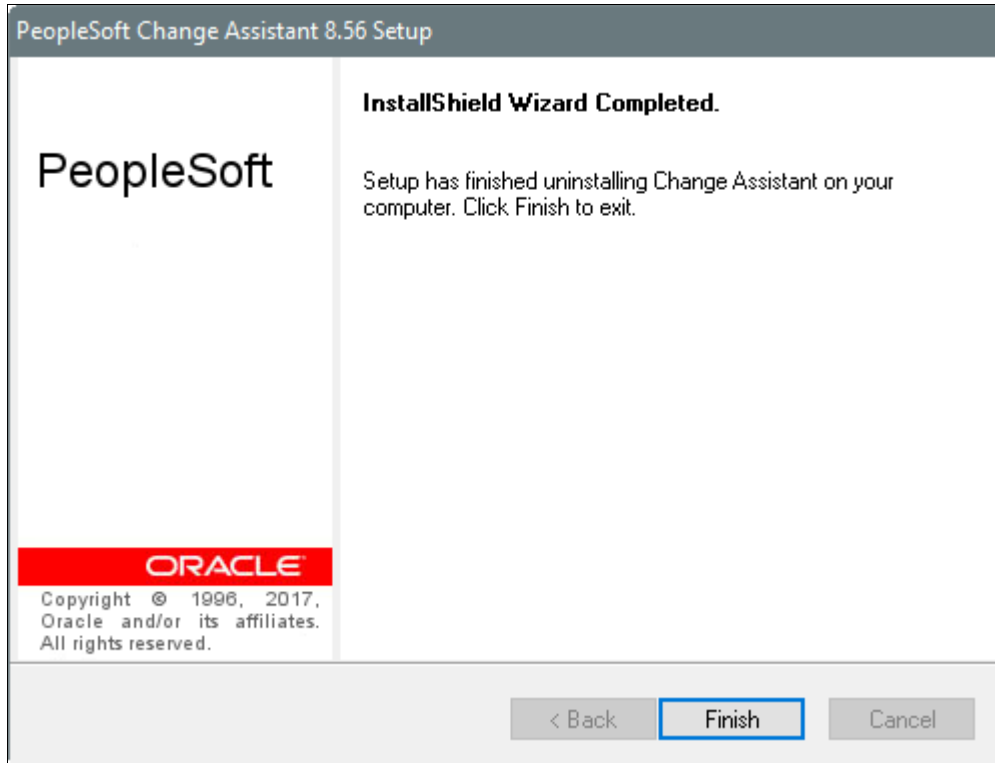 PeopleSoft Change Assistant 8.56 Setup
PeopleSoft
InstallShield Wizard Completed.
Setup has finished uninstalling Change Assistant on your
computer. Click Finish to exit.
ORACLE
Copyright © 1996, 2017,
Oracle and/or its affiliates.
All rights reserved.
< Back
Finish
Cancel